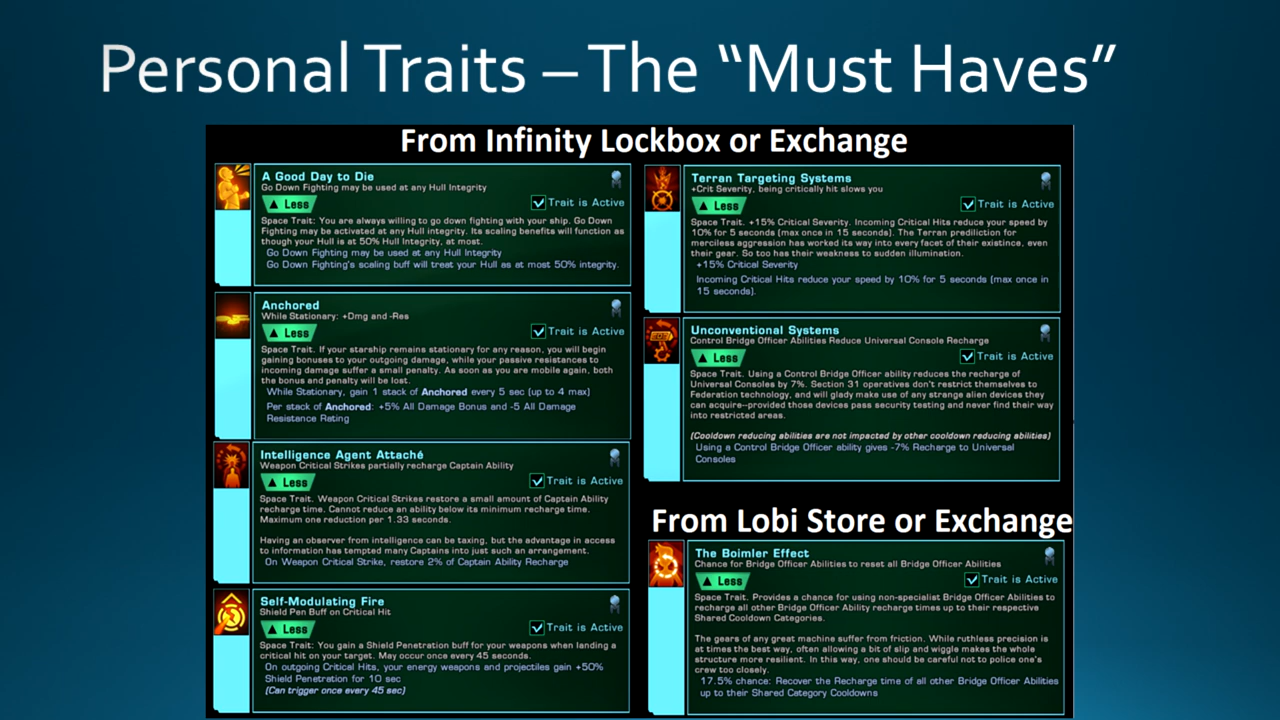 Personal Traits – The “Must Haves”
From Infinity Lockbox or Exchange
A Good Day to Die
Go Down Fighting may be used at any Hull Integrity
Less
Trait is Active
Space Trait: You are always willing to go down fighting with your ship. Go Down
Fighting may be activated at any Hull integrity. Its scaling benefits will function as
though your Hull is at 50% Hull Integrity, at most.
Go Down Fighting may be used at any Hull Integrity
Go Down Fighting's scaling buff will treat your Hull as at most 50% integrity.
Anchored
While Stationary: +Dmg and -Res
Less
Trait is Active
Space Trait. If your starship remains stationary for any reason, you will begin
gaining bonuses to your outgoing damage, while your passive resistances to
incoming damage suffer a small penalty. As soon as you are mobile again, both
the bonus and penalty will be lost.
While Stationary, gain 1 stack of Anchored every 5 sec (up to 4 max)
Per stack of Anchored: +5% All Damage Bonus and -5 All Damage
Resistance Rating
Intelligence Agent Attaché
Weapon Critical Strikes partially recharge Captain Ability
Less
Trait is Active
Space Trait. Weapon Critical Strikes restore a small amount of Captain Ability
recharge time. Cannot reduce an ability below its minimum recharge time.
Maximum one reduction per 1.33 seconds.
Having an observer from intelligence can be taxing, but the advantage in access
to information has tempted many Captains into just such an arrangement.
On Weapon Critical Strike, restore 2% of Captain Ability Recharge
Self-Modulating Fire
Shield Pen Buff on Critical Hit
Less
Trait is Active
Space Trait: You gain a Shield Penetration buff for your weapons when landing a
critical hit on your target. May occur once every 45 seconds.
On outgoing Critical Hits, your energy weapons and projectiles gain +50%
Shield Penetration for 10 sec
(Can trigger once every 45 sec)
Terran Targeting Systems
+Crit Severity, being critically hit slows you
Less
Trait is Active
Space Trait. +15% Critical Severity. Incoming Critical Hits reduce your speed by
10% for 5 seconds (max once in 15 seconds). The Terran prediliction for
merciless aggression has worked its way into every facet of their existince, even
their gear. So too has their weakness to sudden illumination.
+15% Critical Severity
Incoming Critical Hits reduce your speed by 10% for 5 seconds (max once in
15 seconds).
Unconventional Systems
Control Bridge Officer Abilities Reduce Universal Console Recharge
Less
Trait is Active
Space Trait. Using a Control Bridge Officer ability reduces the recharge of
Universal Consoles by 7%. Section 31 operatives don't restrict themselves to
Federation technology, and will glady make use of any strange alien devices they
can acquire--provided those devices pass security testing and never find their way
into restricted areas.
(Cooldown reducing abilities are not impacted by other cooldown reducing abilities)
Using a Control Bridge Officer ability gives -7% Recharge to Universal
Consoles
From Lobi Store or Exchange
The Boimler Effect
Chance for Bridge Officer Abilities to reset all Bridge Officer Abilities
Less
Trait is Active
Space Trait. Provides a chance for using non-specialist Bridge Officer Abilities to
recharge all other Bridge Officer Ability recharge times up to their respective
Shared Cooldown Categories.
The gears of any great machine suffer from friction. While ruthless precision is
at times the best way, often allowing a bit of slip and wiggle makes the whole
structure more resilient. In this way, one should be careful not to police one's
crew too closely.
17.5% chance: Recover the Recharge time of all other Bridge Officer Abilities
up to their Shared Category Cooldowns